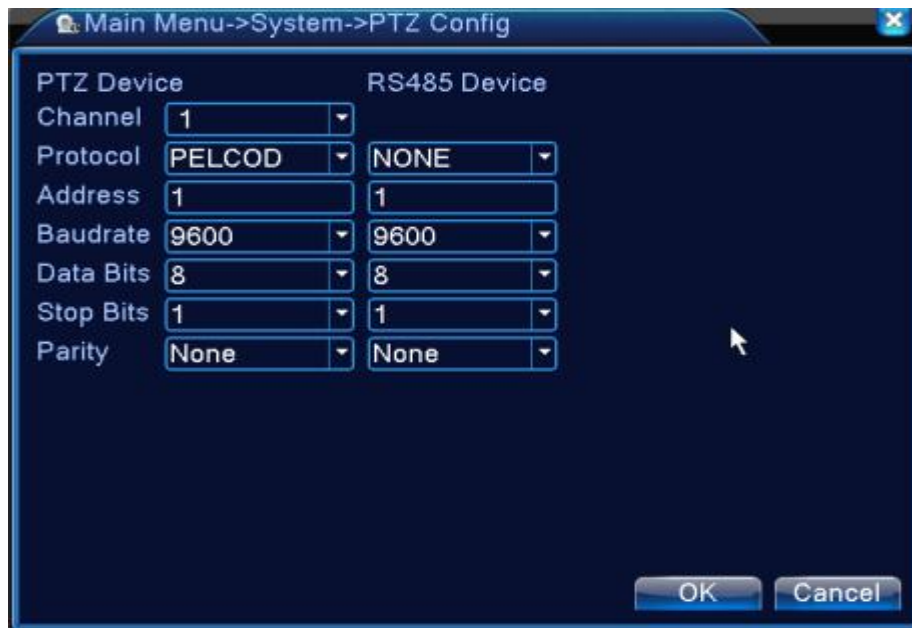 Main Menu->System->PTZ Config
PTZ Device RS485 Device
Channel 1
Protocol PELCOD NONE
Address 1 1
Baudrate 9600 9600
Data Bits 8 8
Stop Bits 1 1
Parity None None
OK Cancel